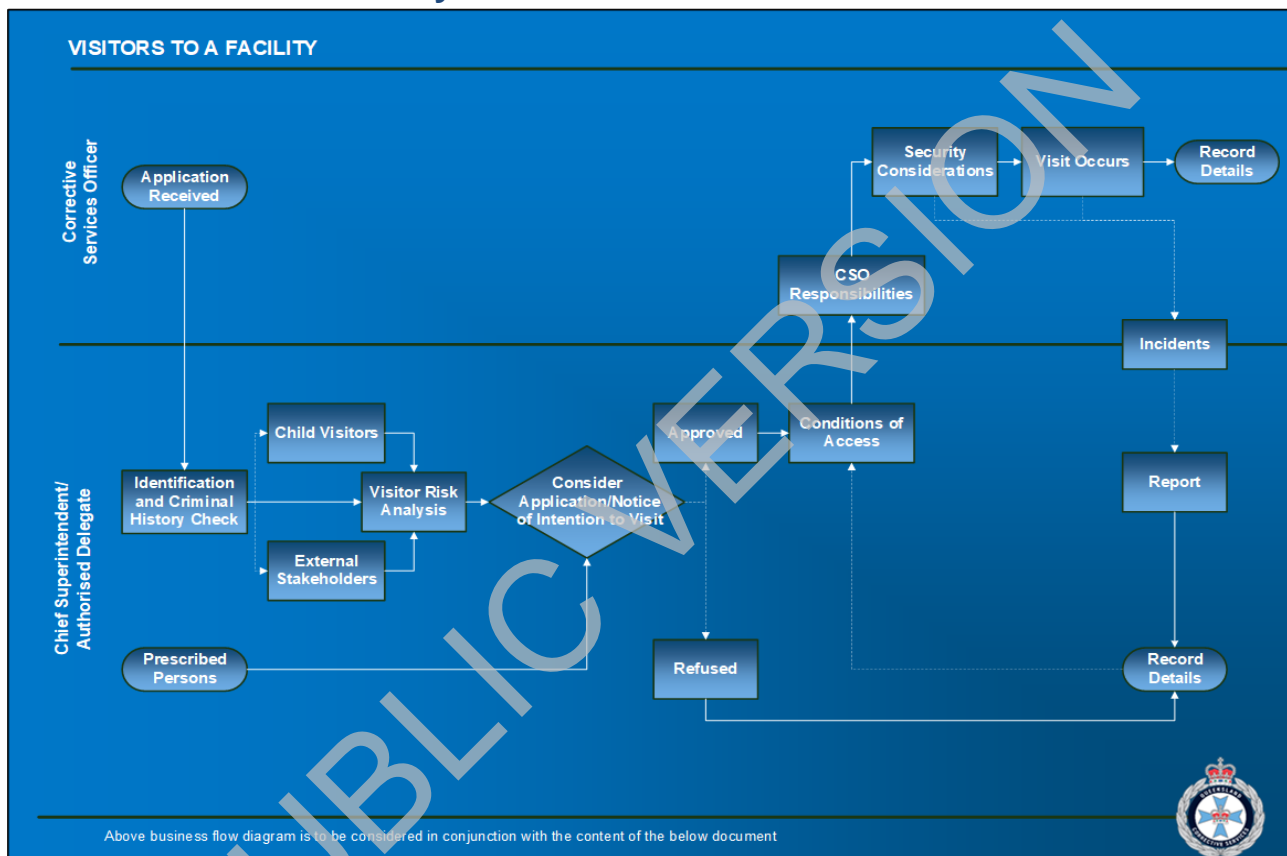 VISITORS TO A FACILITY
Corrective
Services Officer
Application
Received
Security
Considerations
Visit Occurs
Record
Details
CSO
Responsibilities
Incidents
Chief Superintendent/
Authorised Delegate
Child Visitors
Approved
Conditions of
Access
Identification
and Criminal
History Check
Visitor Risk
Analysis
Consider
Application/Notice
of Intention to Visit
Report
External
Stakeholders
Prescribed
Persons
Refused
Record
Details
PUBLIC VERSION
QUEENSLAND
CORRECTIVE SERVICES
Above business flow diagram is to be considered in conjunction with the content of the below document